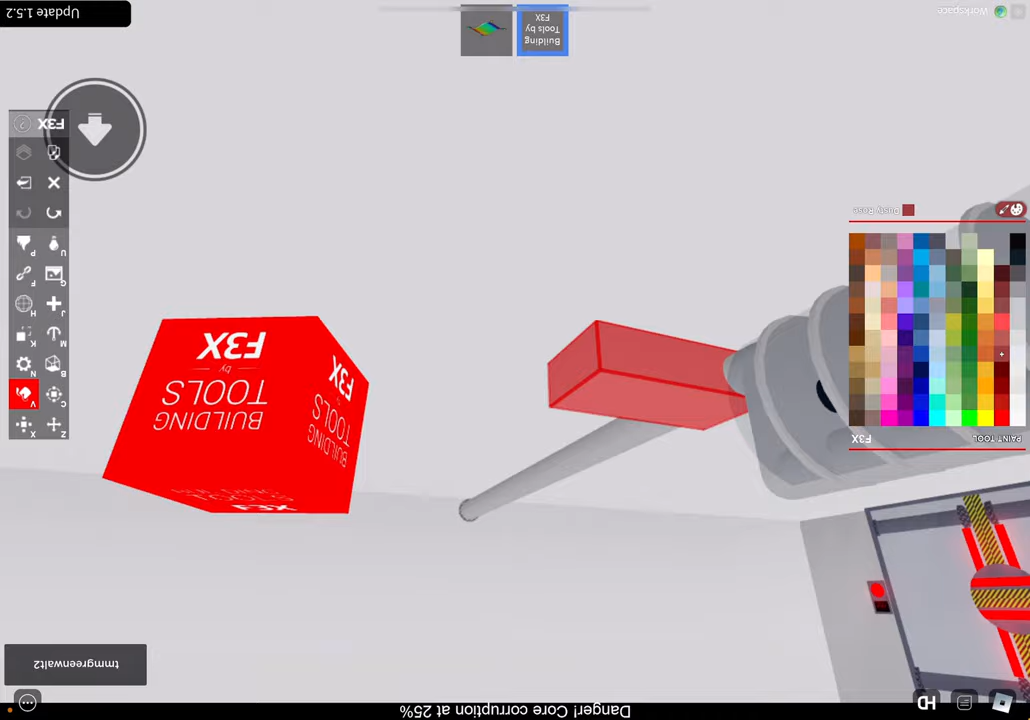 Danger! Core corruption at 25%
HD
tmmgreenwalt2
PAINT TOOL
F3X
Dusty Rose
BUILDING
TOOLS
by
F3X
BUILDING
TOOLS
F3X
Z
X
C
V
B
N
M
K
J
H
G
F
U
P
F3X
Building
Tools by
F3X
Workspace
Update 1.5.2